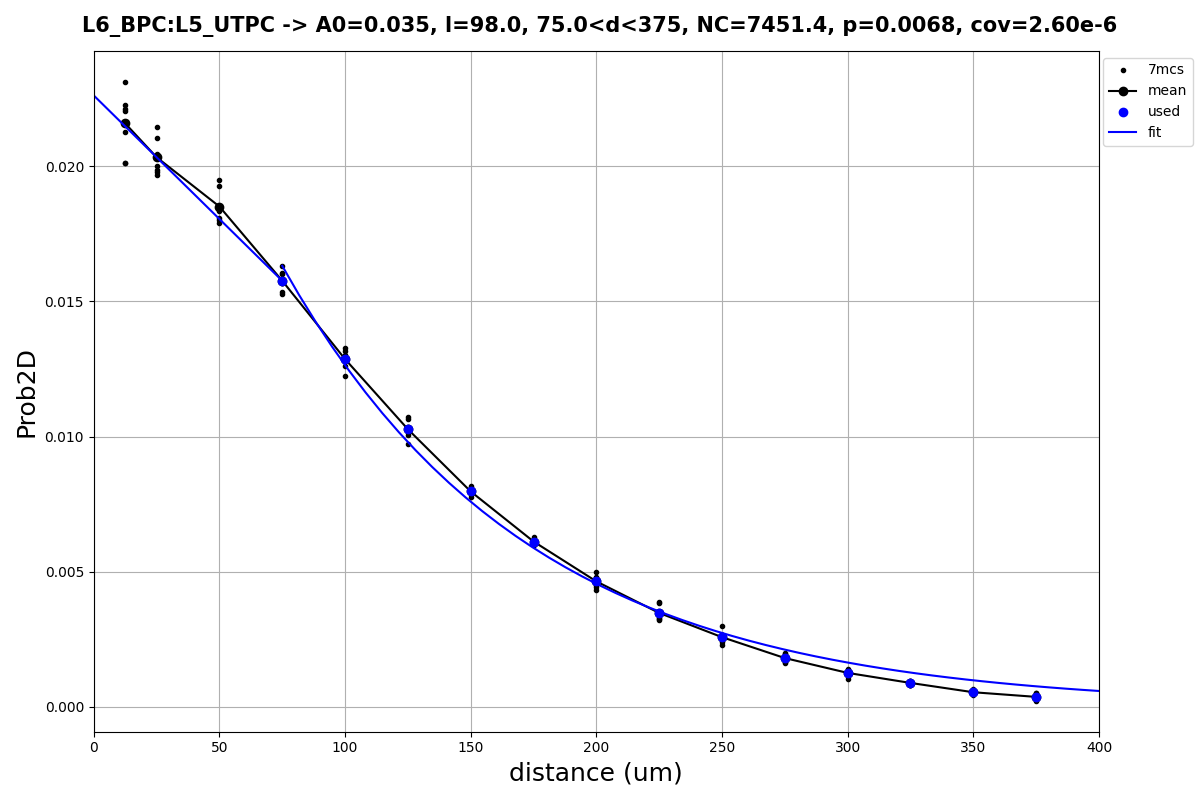 L6_BPC:L5_UTPC -> A0=0.035, l=98.0, 75.0<d<375, NC=7451.4, p=0.0068, cov=2.60e-6
7mcs
mean
used
fit
0.020
0.015
0.010
0.005
0.000
Prob2D
0 50 100 150 200 250 300 350 400
distance (um)